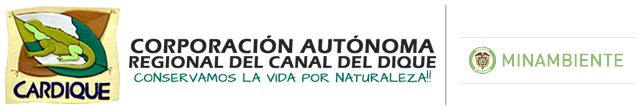 CARDIQUE
CORPORACIÓN AUTÓNOMA
REGIONAL DEL CANAL DEL DIQUE
CONSERVAMOS LA VIDA POR NATURALEZA!!
MINAMBIENTE